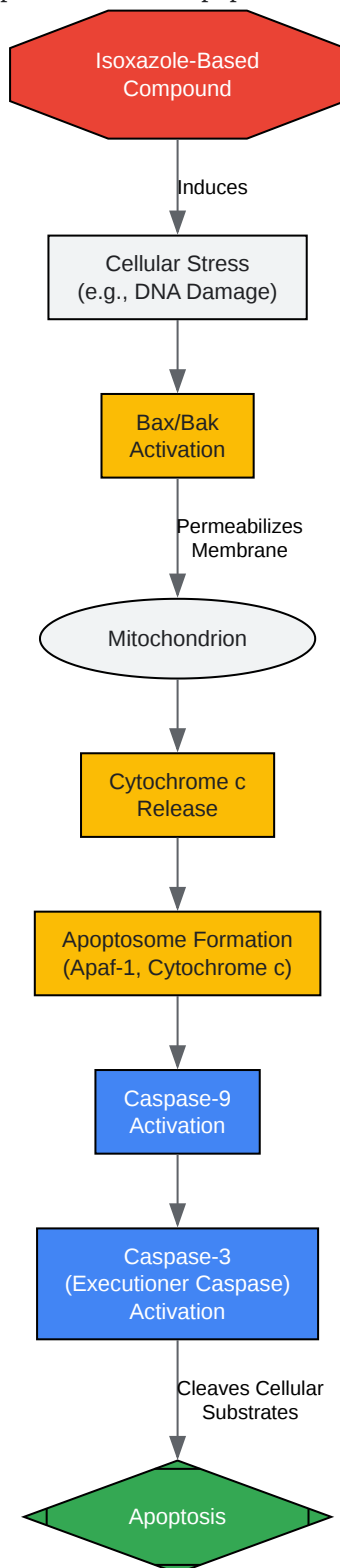 Isoxazole-Based
Compound
Induces
Cellular Stress
(e.g., DNA Damage)
Bax/Bak
Activation
Permeabilizes
Membrane
Mitochondrion
Cytochrome c
Release
Apoptosome Formation
(Apaf-1, Cytochrome c)
Caspase-9
Activation
Caspase-3
(Executioner Caspase)
Activation
Cleaves Cellular
Substrates
Apoptosis